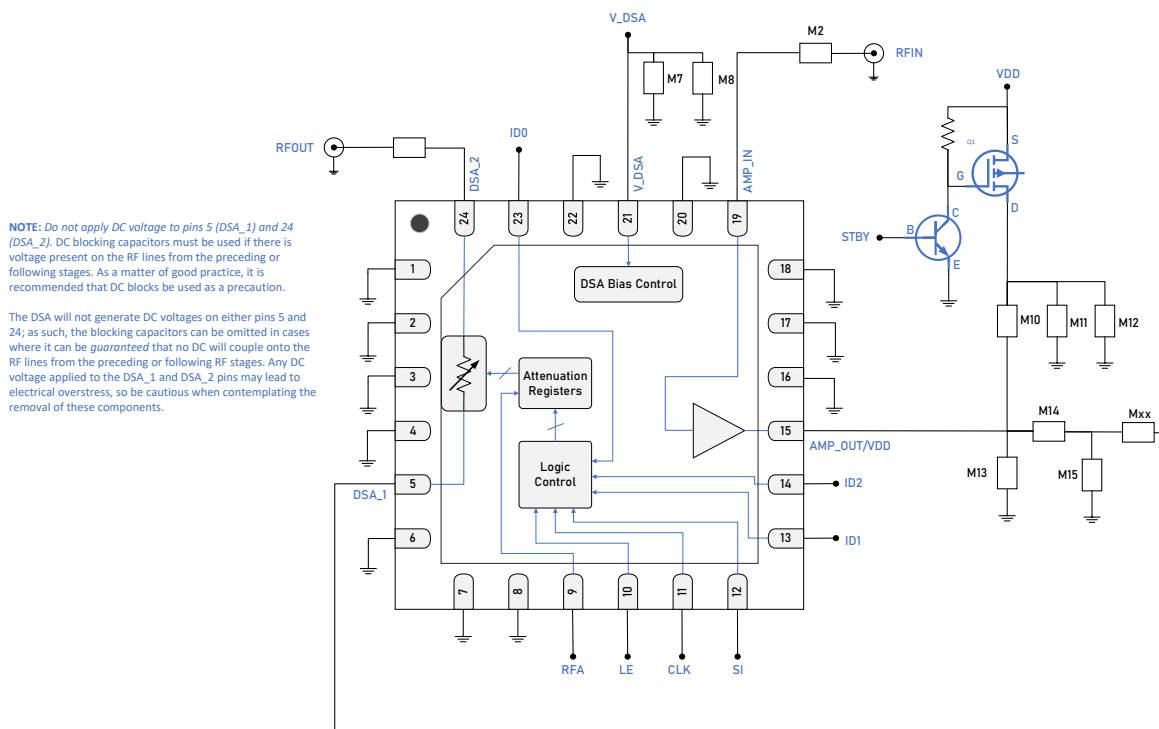 V_DSA
M2
RFIN
M7
M8
VDD
RFOUT
ID0
DSA_2
V_DSA
AMP_IN
Q1
S
G
D
STBY
B
C
E
NOTE: Do not apply DC voltage to pins 5 (DSA_1) and 24
(DSA_2). DC blocking capacitors must be used if there is
voltage present on the RF lines from the preceding or
following stages. As a matter of good practice, it is
recommended that DC blocks be used as a precaution.
The DSA will not generate DC voltages on either pins 5 and
24; as such, the blocking capacitors can be omitted in cases
where it can be guaranteed that no DC will couple onto the
RF lines from the preceding or following RF stages. Any DC
voltage applied to the DSA_1 and DSA_2 pins may lead to
electrical overstress, so be cautious when contemplating the
removal of these components.
24
23
22
21
20
19
1
2
3
4
5
6
DSA_1
DSA Bias Control
Attenuation
Registers
Logic
Control
18
17
16
15
14
13
AMP_OUT/VDD
ID2
ID1
M10
M11
M12
M14
Mxx
M13
M15
7
8
9
10
11
12
RFA
LE
CLK
SI